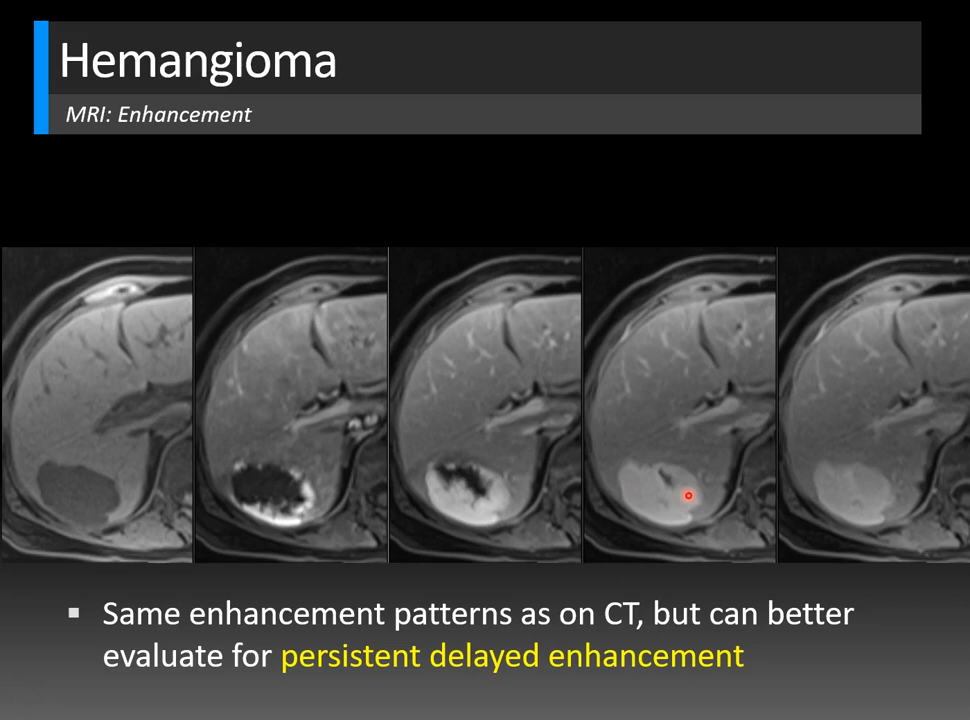 Hemangioma
MRI: Enhancement
▪ Same enhancement patterns as on CT, but can better
evaluate for persistent delayed enhancement